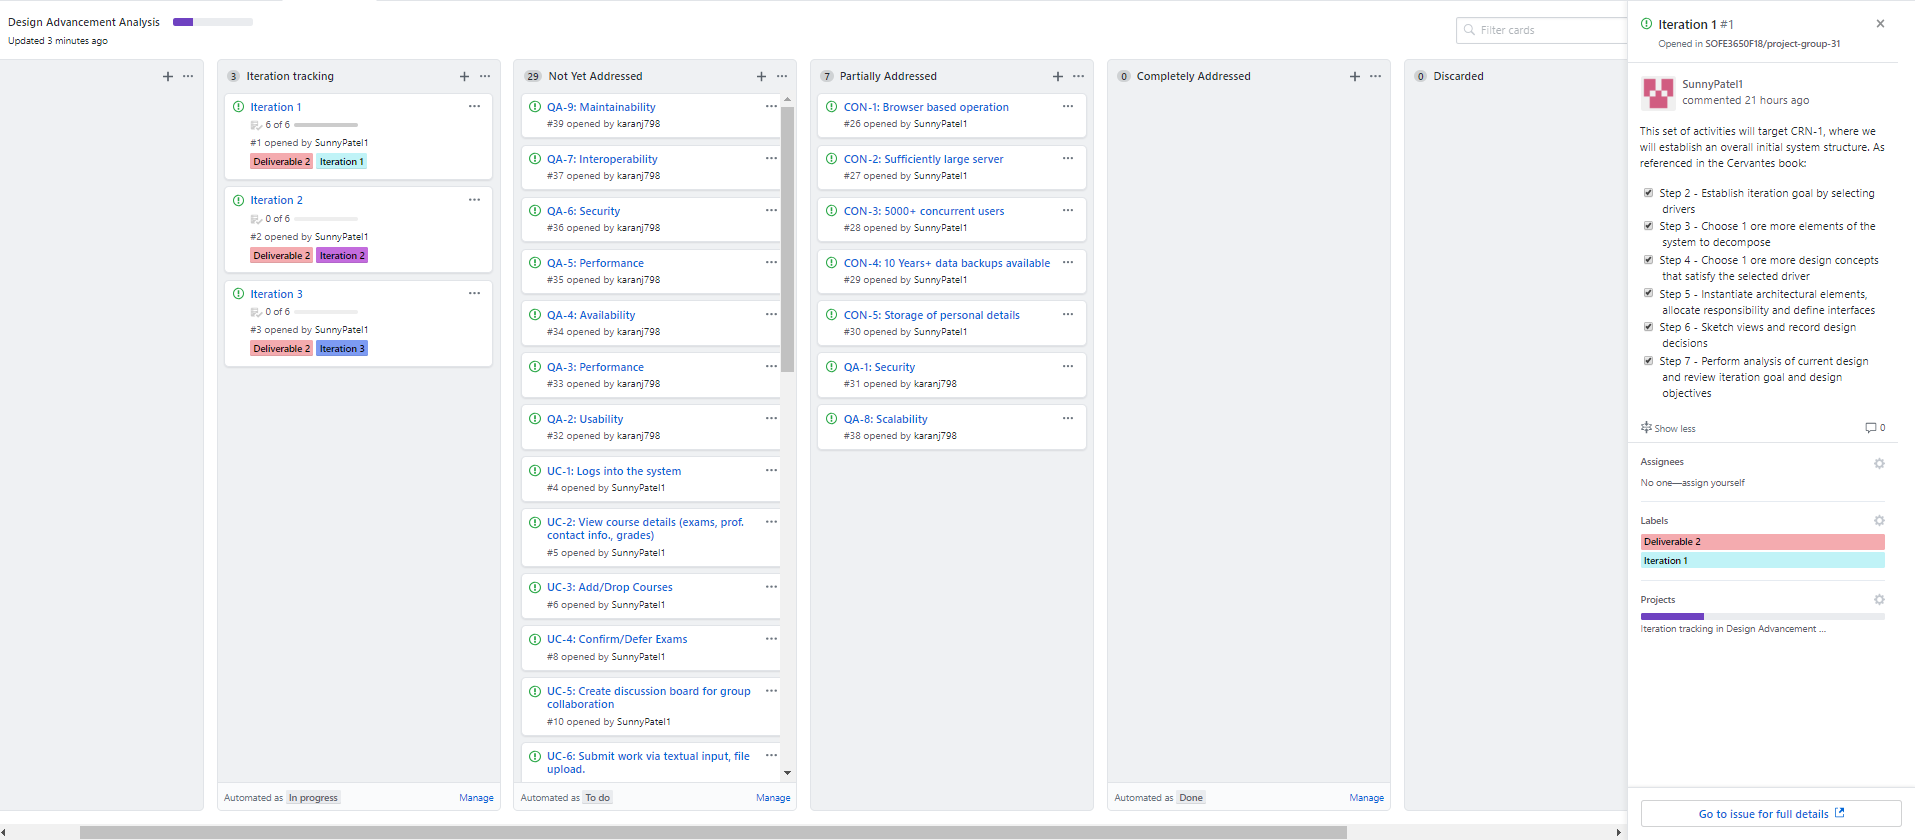 Design Advancement Analysis
Updated 3 minutes ago
Filter cards
3 Iteration tracking
Iteration 1
6 of 6
#1 opened by SunnyPatel1
Deliverable 2 Iteration 1
Iteration 2
0 of 6
#2 opened by SunnyPatel1
Deliverable 2 Iteration 2
Iteration 3
0 of 6
#3 opened by SunnyPatel1
Deliverable 2 Iteration 3
Automated as In progress
Manage
29 Not Yet Addressed
QA-9: Maintainability
#39 opened by karanj798
QA-7: Interoperability
#37 opened by karanj798
QA-6: Security
#36 opened by karanj798
QA-5: Performance
#35 opened by karanj798
QA-4: Availability
#34 opened by karanj798
QA-3: Performance
#33 opened by karanj798
QA-2: Usability
#32 opened by karanj798
UC-1: Logs into the system
#4 opened by SunnyPatel1
UC-2: View course details (exams, prof.
contact info., grades)
#5 opened by SunnyPatel1
UC-3: Add/Drop Courses
#6 opened by SunnyPatel1
UC-4: Confirm/Defer Exams
#8 opened by SunnyPatel1
UC-5: Create discussion board for group
collaboration
#10 opened by SunnyPatel1
UC-6: Submit work via textual input, file
upload.
Automated as To do
Manage
7 Partially Addressed
CON-1: Browser based operation
#26 opened by SunnyPatel1
CON-2: Sufficiently large server
#27 opened by SunnyPatel1
CON-3: 5000+ concurrent users
#28 opened by SunnyPatel1
CON-4: 10 Years+ data backups available
#29 opened by SunnyPatel1
CON-5: Storage of personal details
#30 opened by SunnyPatel1
QA-1: Security
#31 opened by karanj798
QA-8: Scalability
#38 opened by karanj798
0 Completely Addressed
Automated as Done
Manage
0 Discarded
Iteration 1 #1
Opened in SOFE3650F18/project-group-31
SunnyPatel1
commented 21 hours ago
This set of activities will target CRN-1, where we
will establish an overall initial system structure. As
referenced in the Cervantes book:
Step 2 - Establish iteration goal by selecting
drivers
Step 3 - Choose 1 ore more elements of the
system to decompose
Step 4 - Choose 1 ore more design concepts
that satisfy the selected driver
Step 5 - Instantiate architectural elements,
allocate responsibility and define interfaces
Step 6 - Sketch views and record design
decisions
Step 7 - Perform analysis of current design
and review iteration goal and design
objectives
Show less
0
Assignees
No one—assign yourself
Labels
Deliverable 2
Iteration 1
Projects
Iteration tracking in Design Advancement ...
Go to issue for full details